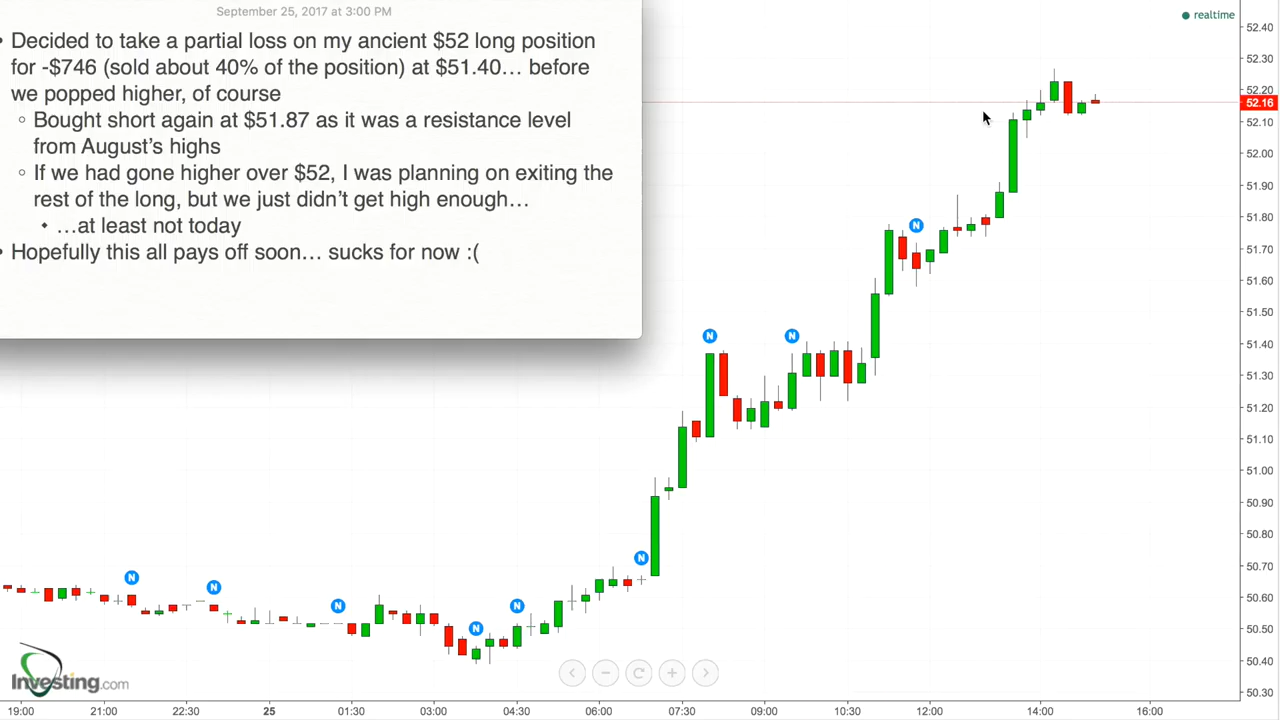 September 25, 2017 at 3:00 PM
Decided to take a partial loss on my ancient $52 long position
for -$746 (sold about 40% of the position) at $51.40… before
we popped higher, of course
Bought short again at $51.87 as it was a resistance level
from August’s highs
If we had gone higher over $52, I was planning on exiting the
rest of the long, but we just didn’t get high enough…
…at least not today
Hopefully this all pays off soon… sucks for now :(
realtime
52.40
52.30
52.20
52.16
52.10
52.00
51.90
51.80
51.70
51.60
51.50
51.40
51.30
51.20
51.10
51.00
50.90
50.80
50.70
50.60
50.50
50.40
50.30
N
N
N
N
N
N
N
N
N
Investing.com
19:00 21:00 22:30 25 01:30 03:00 04:30 06:00 07:30 09:00 10:30 12:00 14:00 16:00